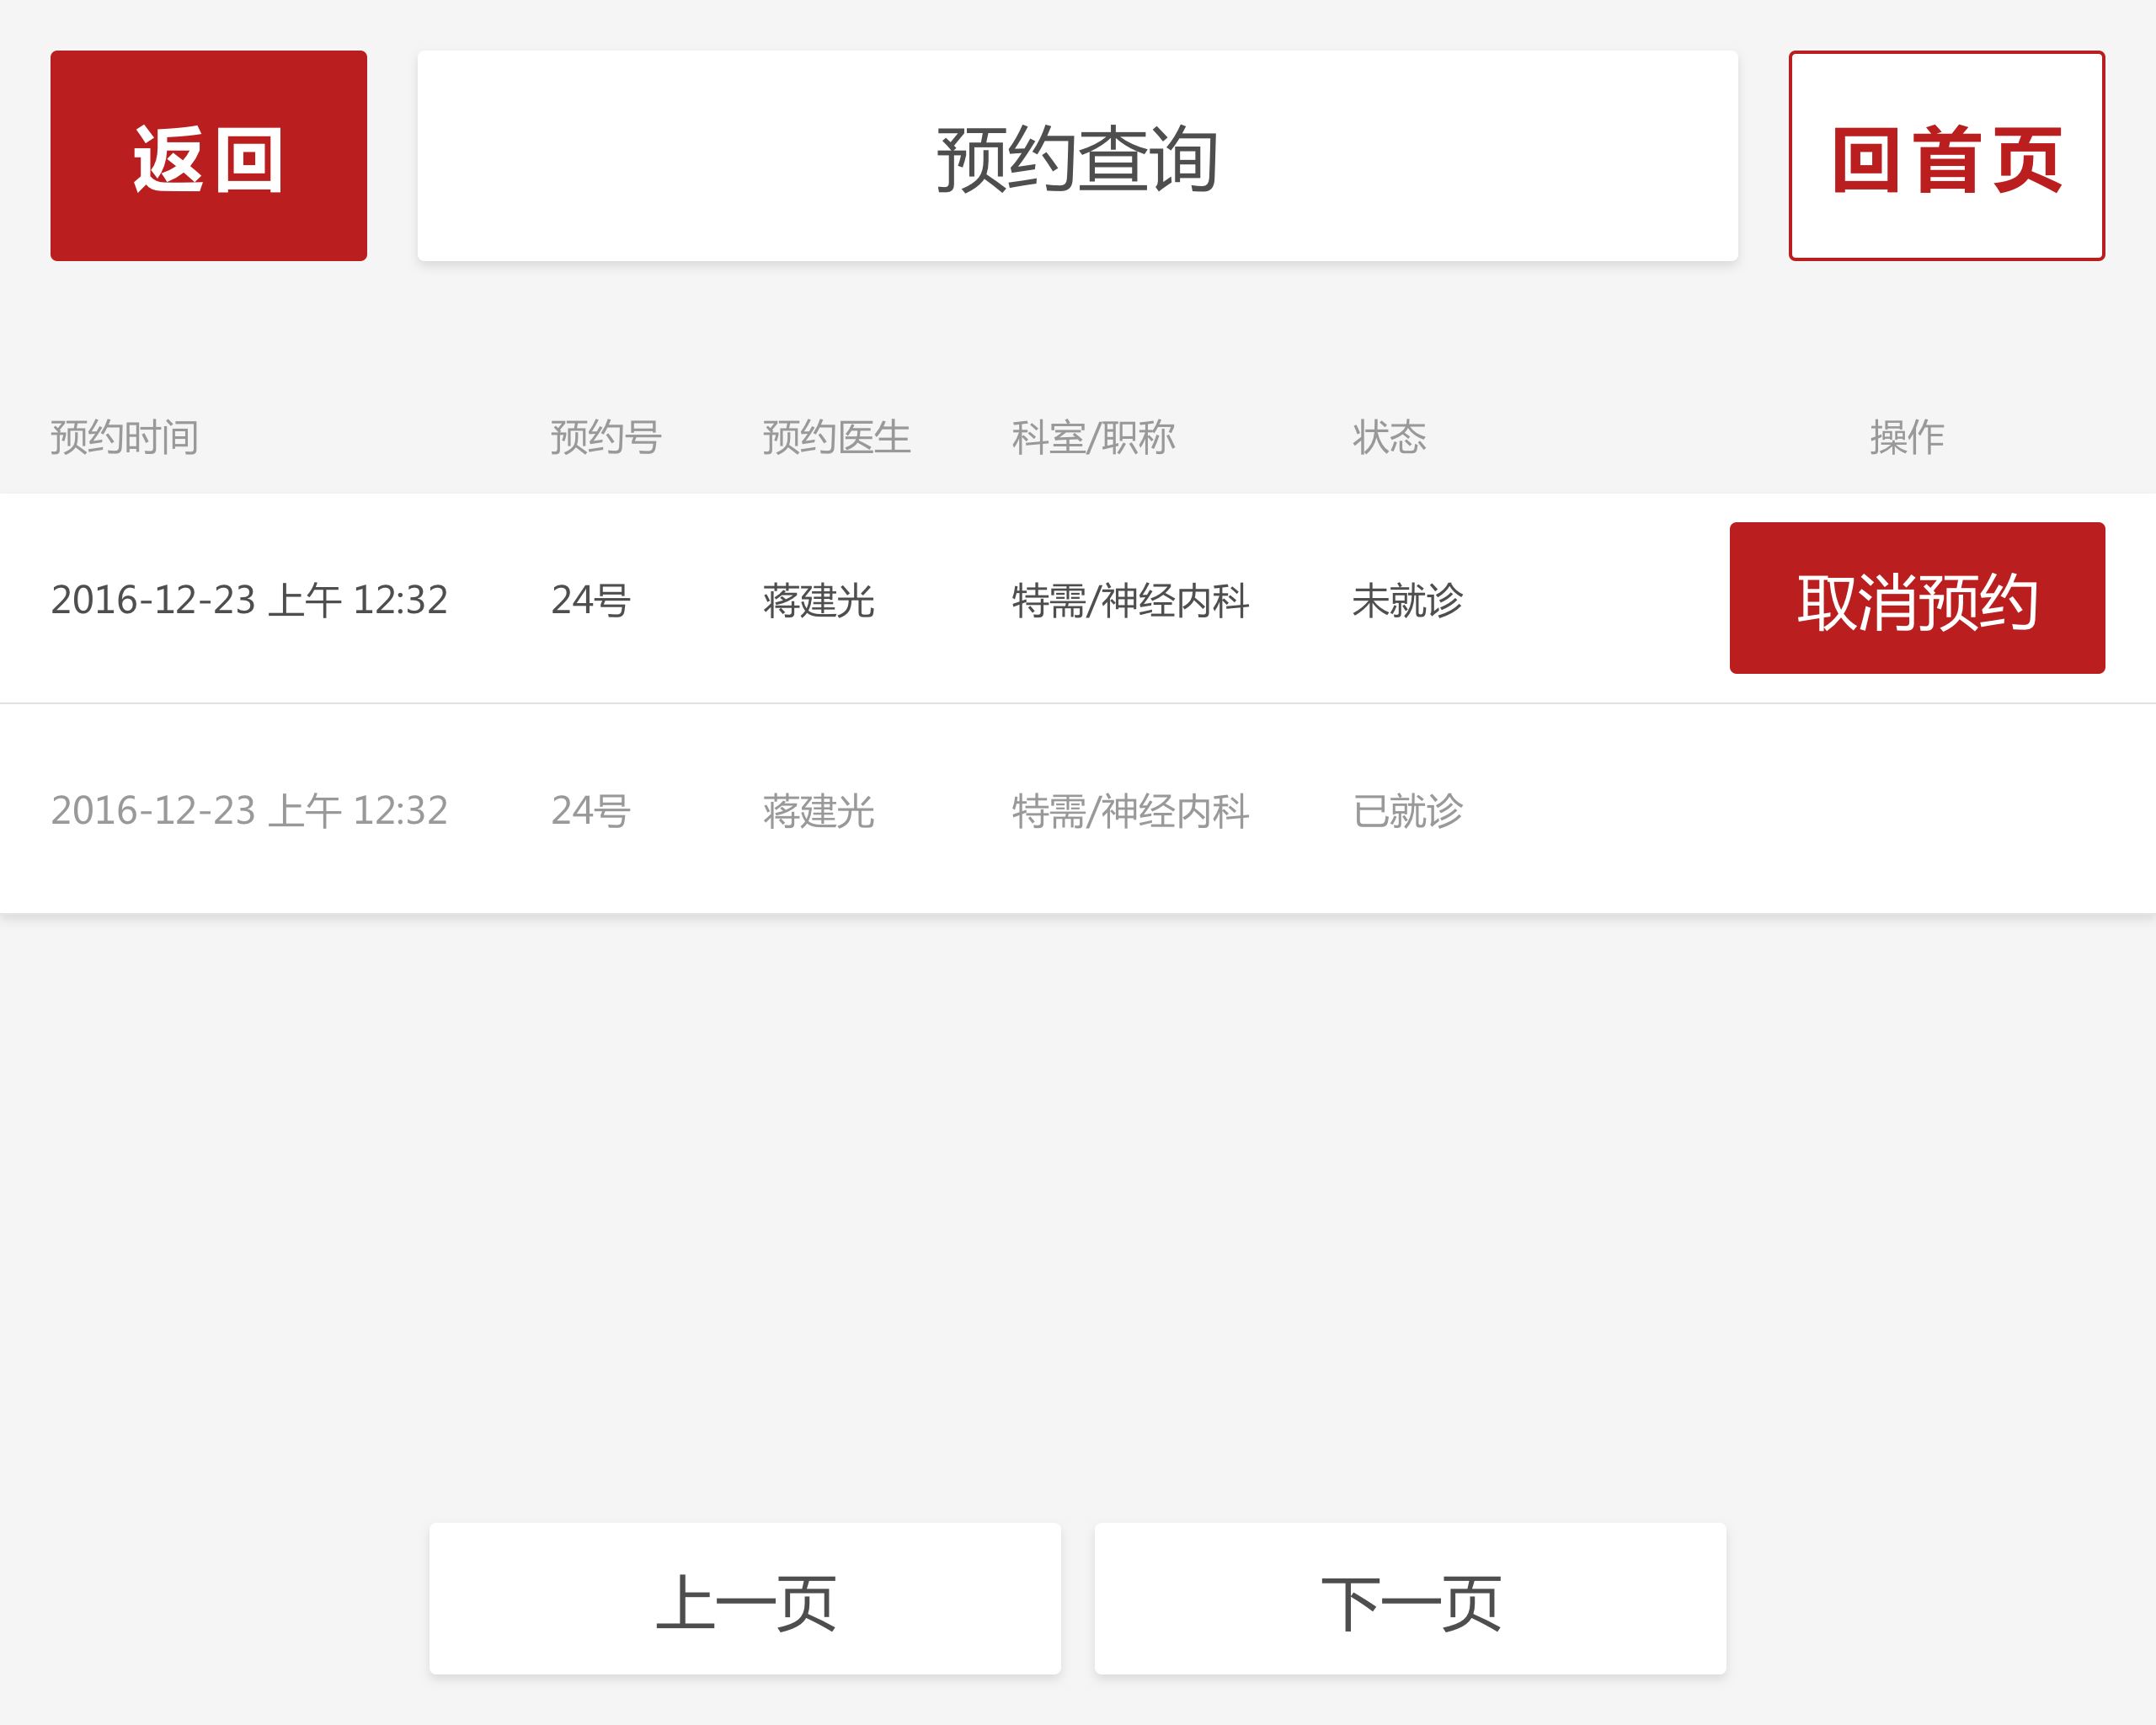 返回
预约查询
回首页
预约时间 预约号 预约医生 科室/职称 状态 操作
2016-12-23 上午 12:32 24号 蒋建光 特需/神经内科 未就诊 取消预约
2016-12-23 上午 12:32 24号 蒋建光 特需/神经内科 已就诊
上一页 下一页